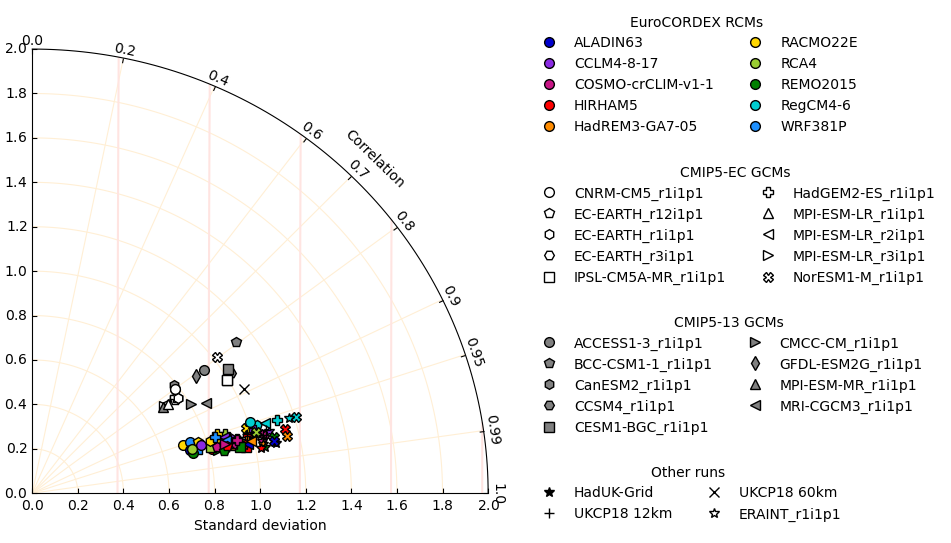 0.0
0.2
0.4
0.6
0.7
0.8
0.9
0.95
0.99
1.0
Correlation
2.0
1.8
1.6
1.4
1.2
1.0
0.8
0.6
0.4
0.2
0.0
0.0 0.2 0.4 0.6 0.8 1.0 1.2 1.4 1.6 1.8 2.0
Standard deviation
EuroCORDEX RCMs
ALADIN63 RACMO22E
CCLM4-8-17 RCA4
COSMO-crCLIM-v1-1 REMO2015
HIRHAM5 RegCM4-6
HadREM3-GA7-05 WRF381P
CMIP5-EC GCMs
CNRM-CM5_r1i1p1 HadGEM2-ES_r1i1p1
EC-EARTH_r12i1p1 MPI-ESM-LR_r1i1p1
EC-EARTH_r1i1p1 MPI-ESM-LR_r2i1p1
EC-EARTH_r3i1p1 MPI-ESM-LR_r3i1p1
IPSL-CM5A-MR_r1i1p1 NorESM1-M_r1i1p1
CMIP5-13 GCMs
ACCESS1-3_r1i1p1 CMCC-CM_r1i1p1
BCC-CSM1-1_r1i1p1 GFDL-ESM2G_r1i1p1
CanESM2_r1i1p1 MPI-ESM-MR_r1i1p1
CCSM4_r1i1p1 MRI-CGCM3_r1i1p1
CESM1-BGC_r1i1p1
Other runs
HadUK-Grid UKCP18 60km
UKCP18 12km ERAINT_r1i1p1